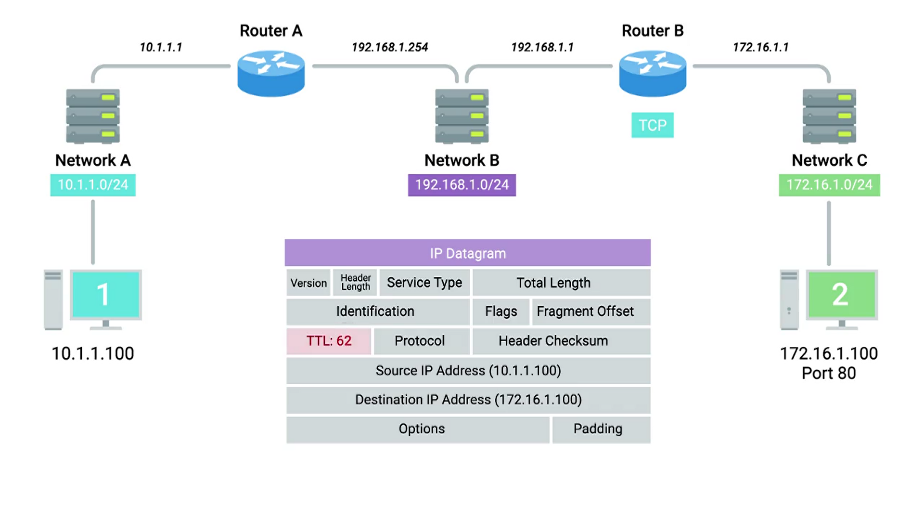 Router A
Router B
10.1.1.1
192.168.1.254
192.168.1.1
172.16.1.1
TCP
Network A
Network B
Network C
10.1.1.0/24
192.168.1.0/24
172.16.1.0/24
IP Datagram
Version
Header Length
Service Type
Total Length
Identification
Flags
Fragment Offset
TTL: 62
Protocol
Header Checksum
Source IP Address (10.1.1.100)
Destination IP Address (172.16.1.100)
Options
Padding
1
10.1.1.100
2
172.16.1.100
Port 80